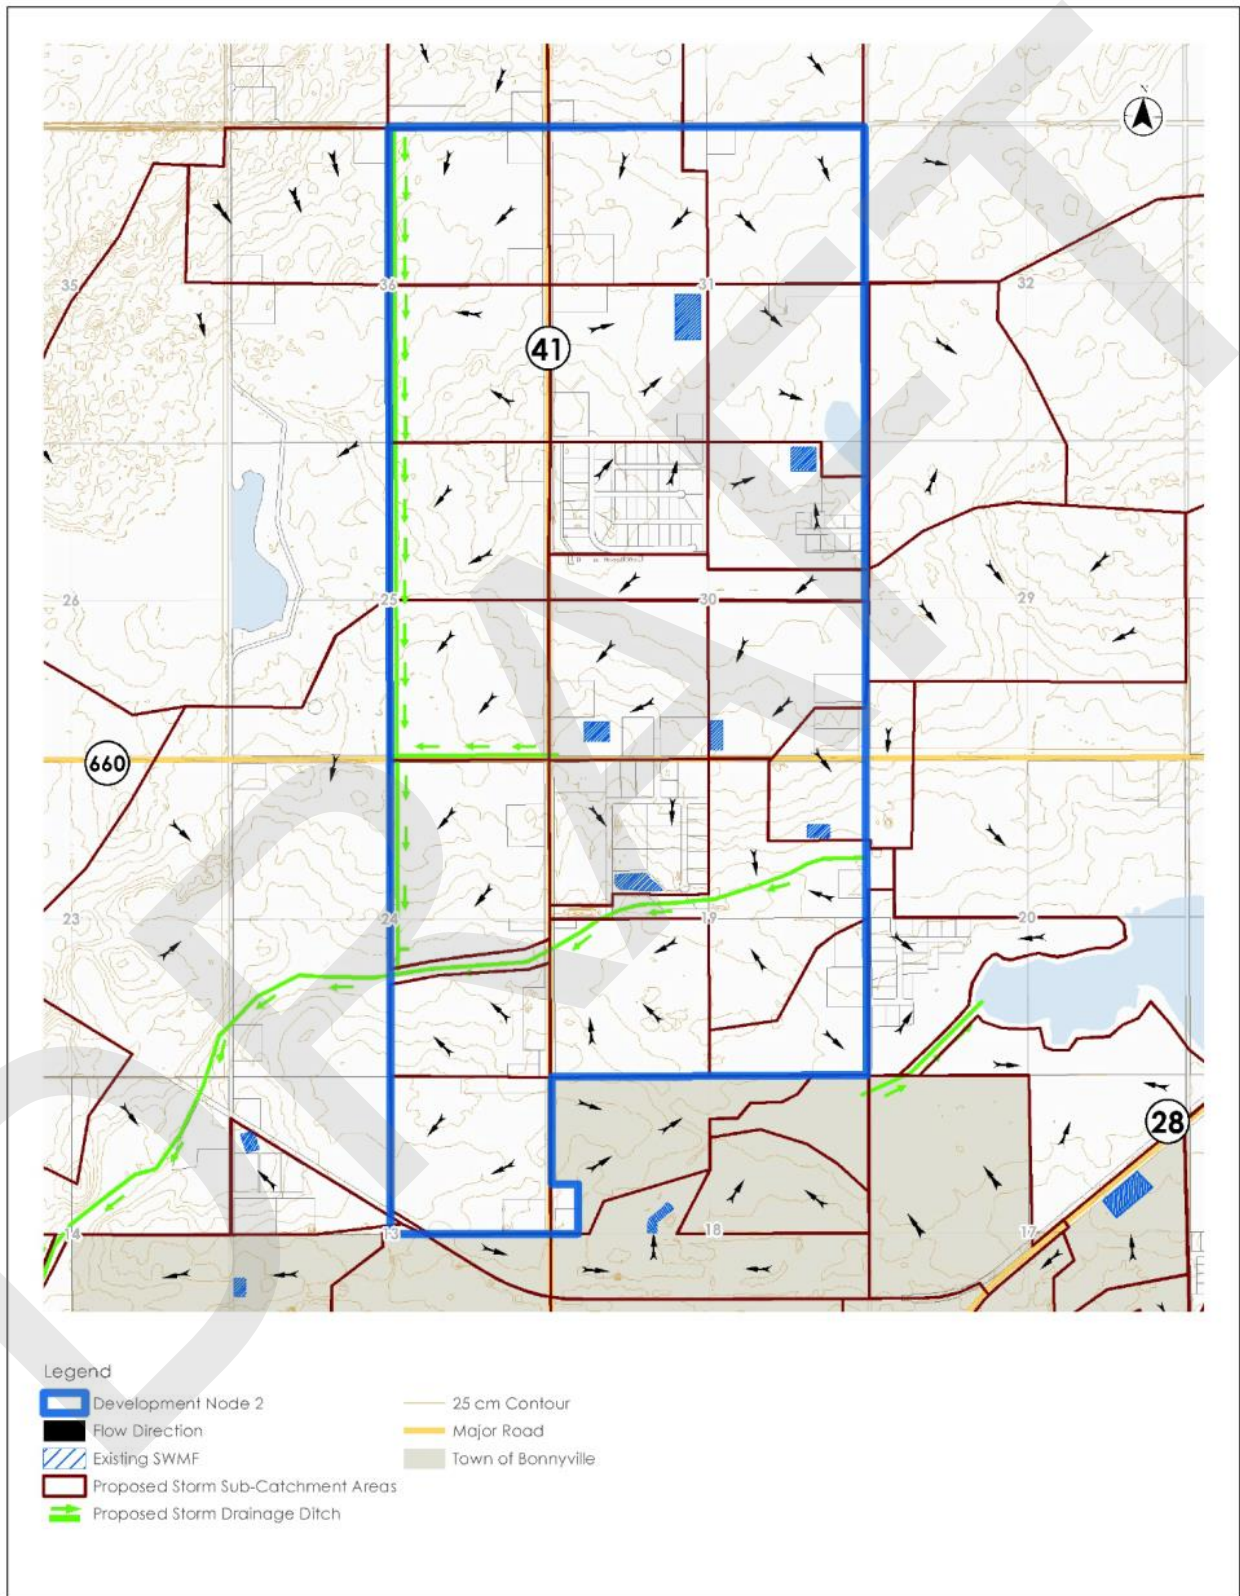 N
35
36
31
32
41
26
25
30
29
660
23
24
19
20
28
14
13
18
17
DRAFT
Legend
Development Node 2
25 cm Contour
Flow Direction
Major Road
Existing SWMF
Town of Bonnyville
Proposed Storm Sub-Catchment Areas
Proposed Storm Drainage Ditch